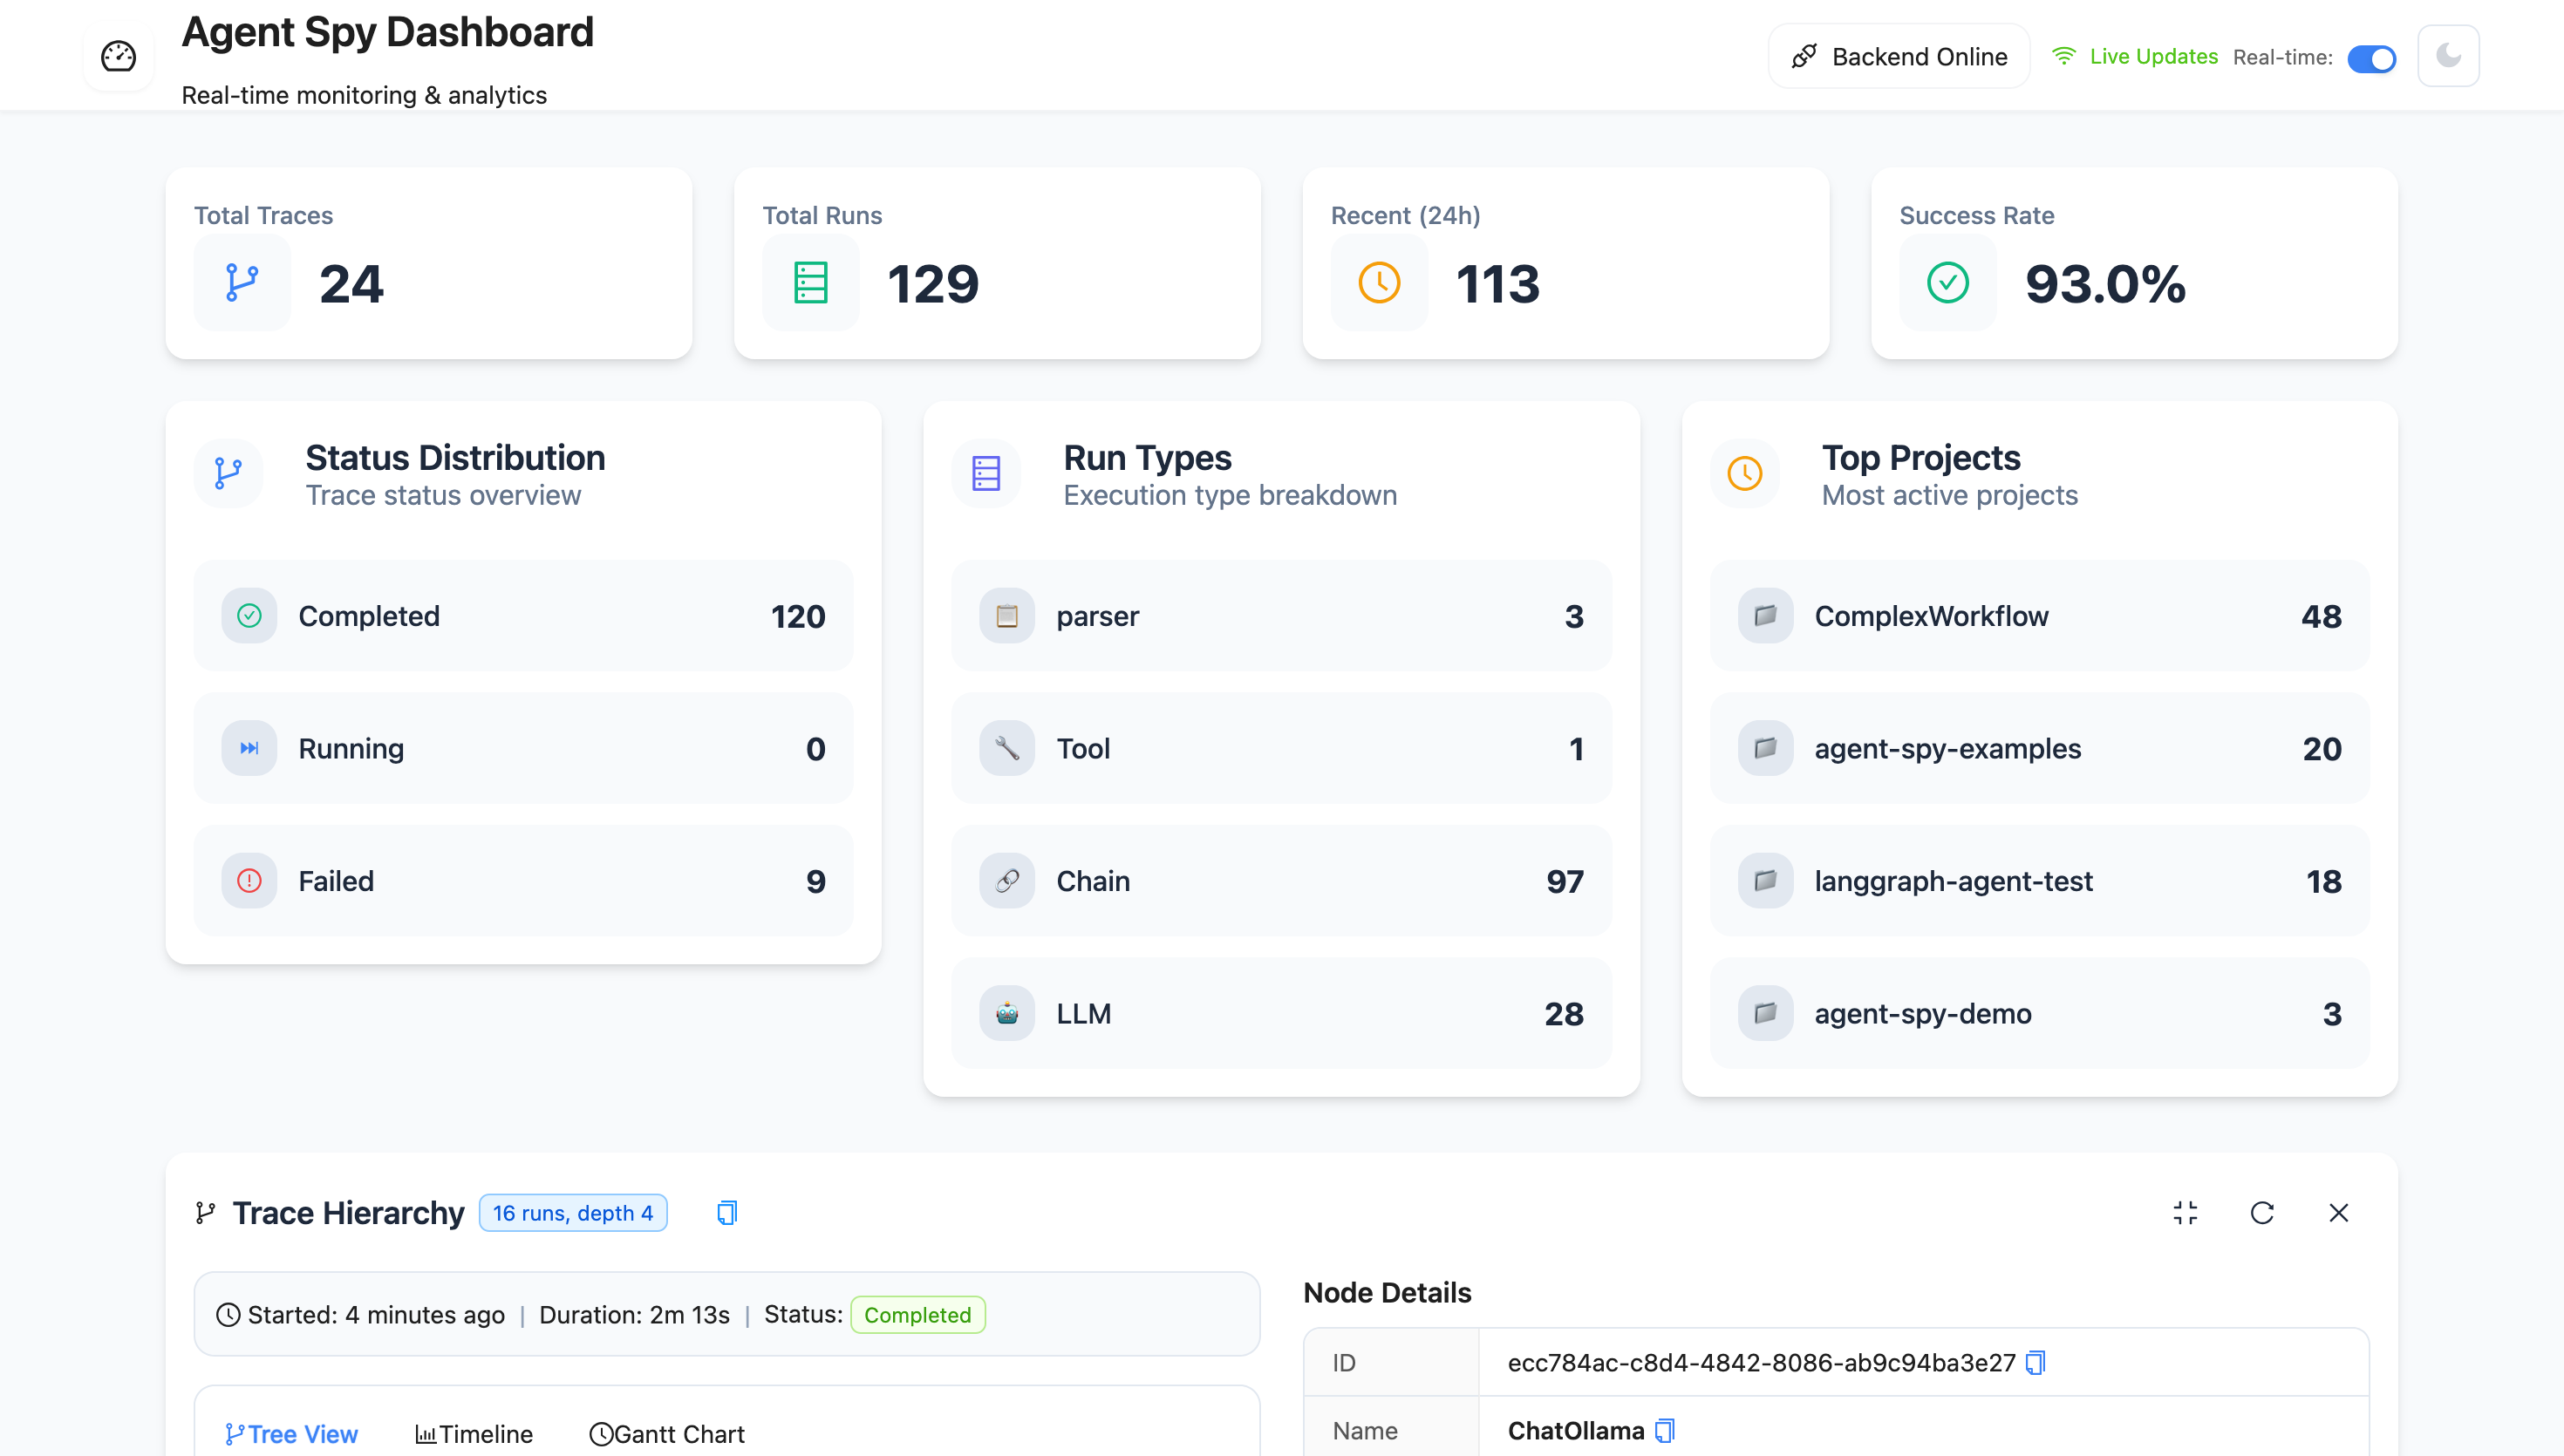 Agent Spy Dashboard
Real-time monitoring & analytics
Backend Online
Live Updates
Real-time:
Total Traces
24
Total Runs
129
Recent (24h)
113
Success Rate
93.0%
Status Distribution
Trace status overview
Completed 120
Running 0
Failed 9
Run Types
Execution type breakdown
parser 3
Tool 1
Chain 97
LLM 28
Top Projects
Most active projects
ComplexWorkflow 48
agent-spy-examples 20
langgraph-agent-test 18
agent-spy-demo 3
Trace Hierarchy 16 runs, depth 4
Started: 4 minutes ago | Duration: 2m 13s | Status: Completed
Tree View Timeline Gantt Chart
Node Details
ID ecc784ac-c8d4-4842-8086-ab9c94ba3e27
Name ChatOllama